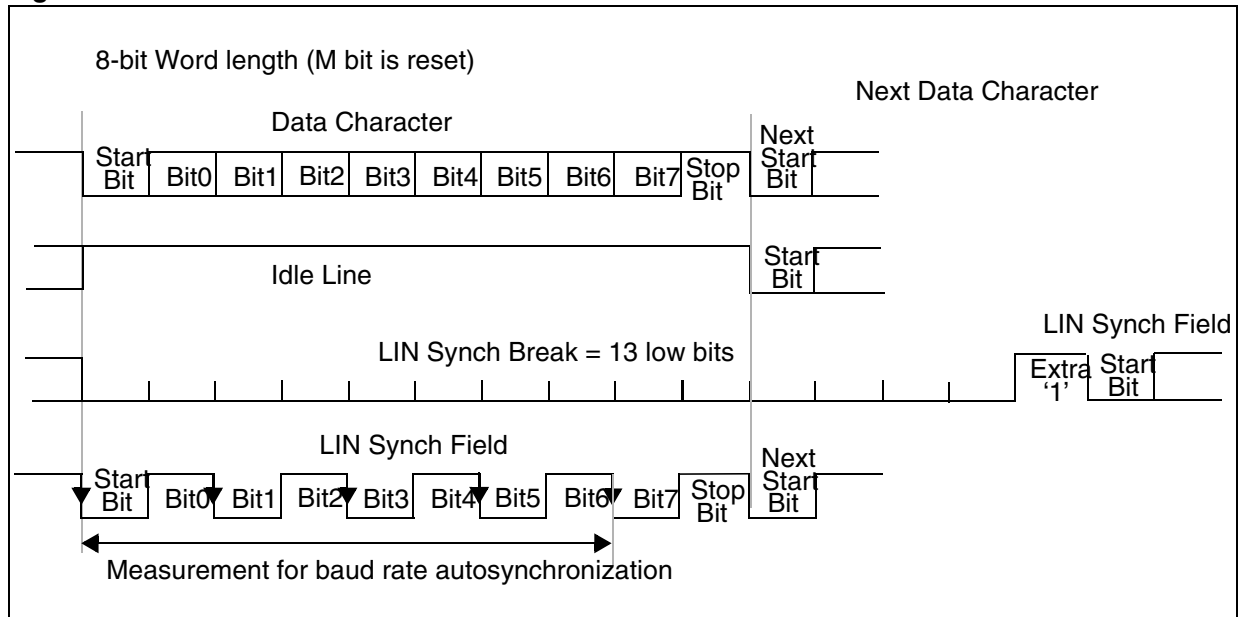 8-bit Word length (M bit is reset)
Next Data Character
Data Character
Start Bit
Bit0
Bit1
Bit2
Bit3
Bit4
Bit5
Bit6
Bit7
Stop Bit
Next Start Bit
Idle Line
Start Bit
LIN Synch Field
LIN Synch Break = 13 low bits
Extra '1'
Start Bit
LIN Synch Field
Start Bit
Bit0
Bit1
Bit2
Bit3
Bit4
Bit5
Bit6
Bit7
Stop Bit
Next Start Bit
Measurement for baud rate autosynchronization